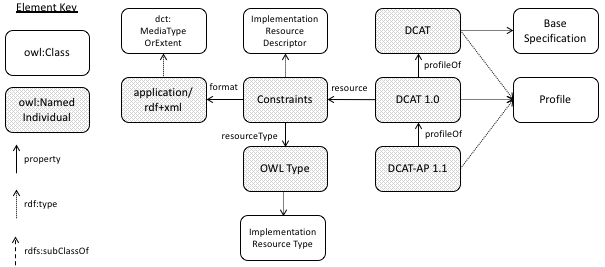 Element Key
owl:Class
owl:Named
Individual
property
rdf:type
rdfs:subClassOf
dct:
MediaType
OrExtent
Implementation
Resource
Descriptor
DCAT
Base
Specification
profileOf
application/
rdf+xml
format
Constraints
resource
DCAT 1.0
Profile
resourceType
profileOf
OWL Type
DCAT-AP 1.1
Implementation
Resource Type